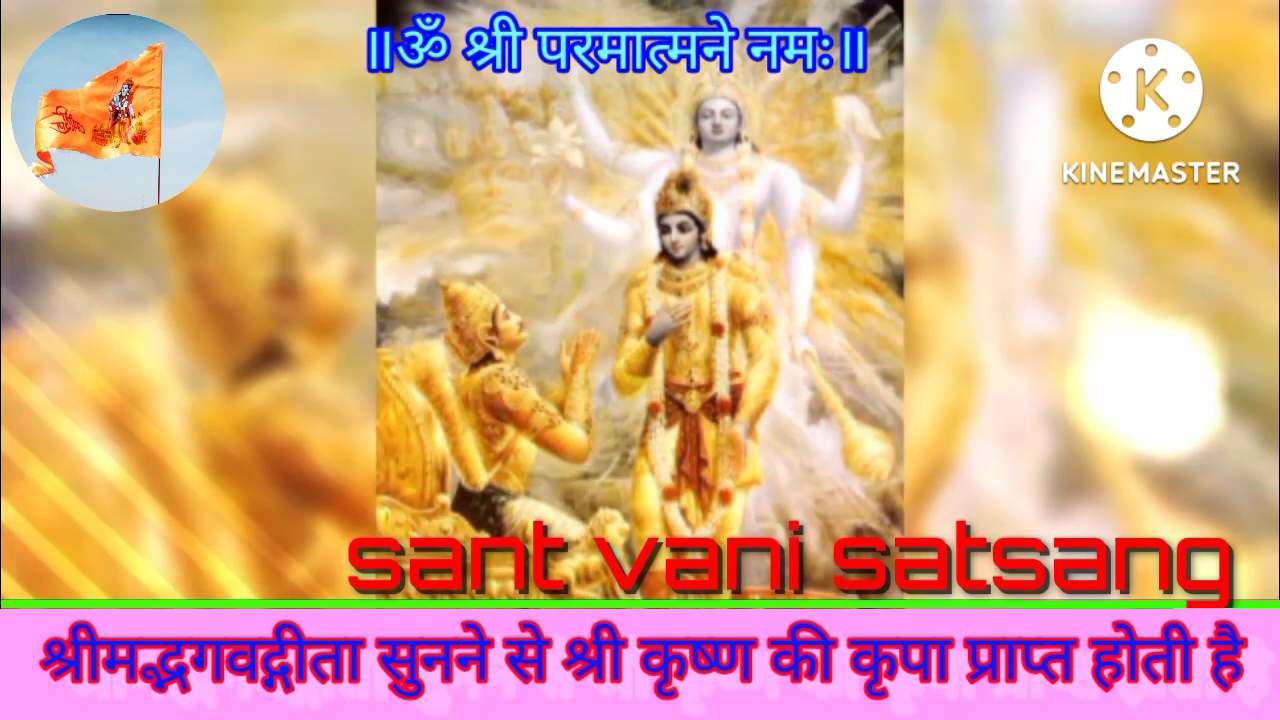 ॥ॐ श्री परमात्मने नमः॥
K
KINEMASTER
sant vani satsang
श्रीमद्भगवद्गीता सुनने से श्री कृष्ण की कृपा प्राप्त होती है